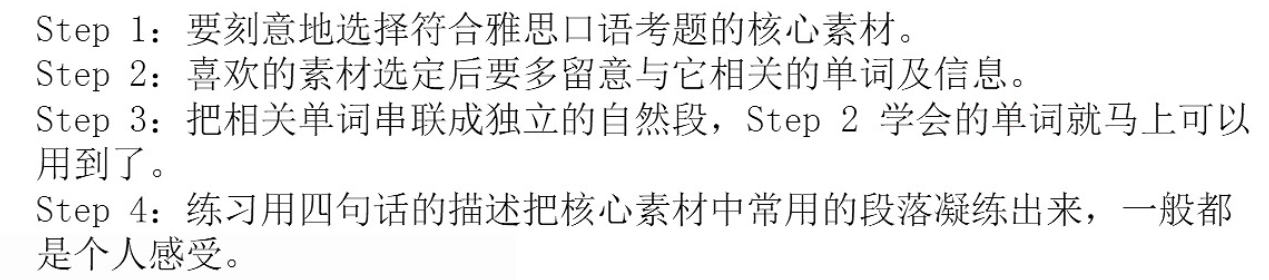 Step 1：要刻意地选择符合雅思口语考题的核心素材。
Step 2：喜欢的素材选定后要多留意与它相关的单词及信息。
Step 3：把相关单词串联成独立的自然段，Step 2 学会的单词就马上可以
用到了。
Step 4：练习用四句话的描述把核心素材中常用的段落凝练出来，一般都
是个人感受。